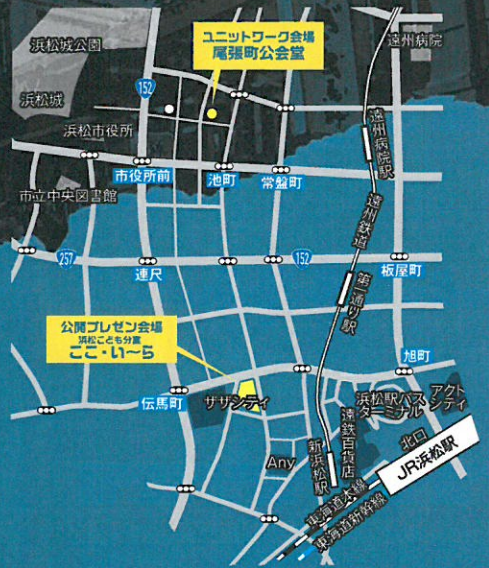 浜松城公園
浜松城
152
ユニットワーク会場
尾張町公会堂
遠州病院
浜松市役所
遠州病院駅
市役所前
池町
常盤町
市立中央図書館
遠州鉄道
257
連尺
152
板屋町
第一通り駅
公開プレゼン会場
浜松こども分室
ここ・い〜ら
旭町
伝馬町
ザザシティ
浜松駅バス
ターミナル
アクト
シティ
遠鉄百貨店
新浜松駅
Any
北口
JR浜松駅
東海道本線
東海道新幹線